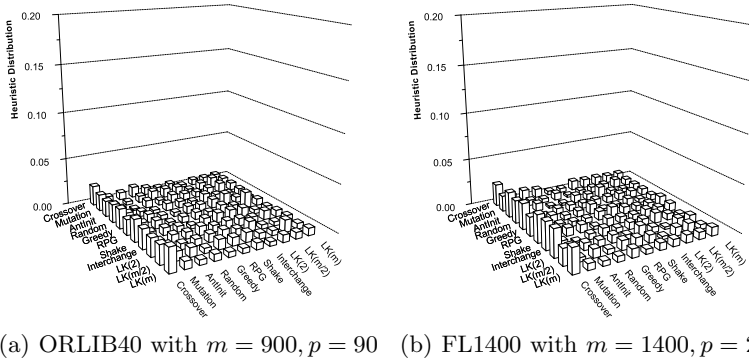 0.20
0.15
0.10
0.05
0.00
Heuristic Distribution
Crossover
Mutation
AntInit
Random
Greedy
RPG
Shake
Interchange
LK(2)
LK(m/2)
LK(m)
Crossover
Mutation
AntInit
Random
Greedy
RPG
Shake
Interchange
LK(2)
LK(m/2)
LK(m)
(a) ORLIB40 with m = 900, p = 90
0.20
0.15
0.10
0.05
0.00
Heuristic Distribution
Crossover
Mutation
AntInit
Random
Greedy
RPG
Shake
Interchange
LK(2)
LK(m/2)
LK(m)
Crossover
Mutation
AntInit
Random
Greedy
RPG
Shake
Interchange
LK(2)
LK(m/2)
LK(m)
(b) FL1400 with m = 1400, p =